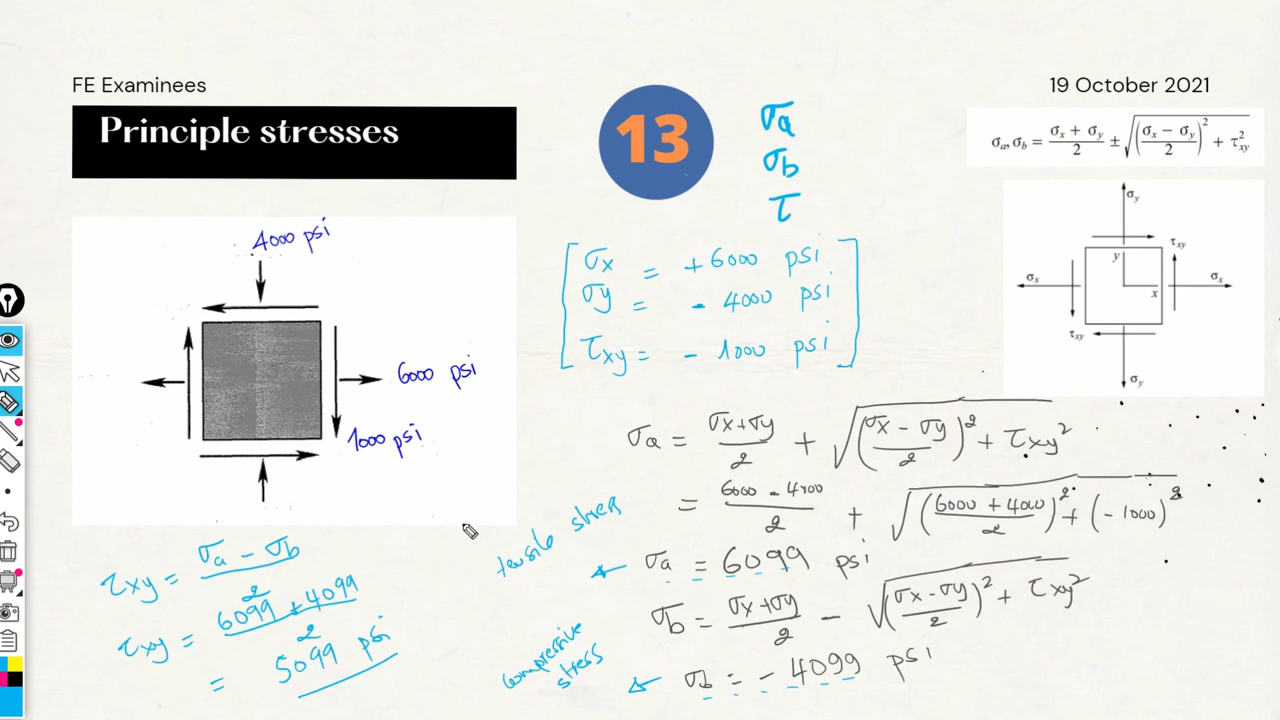 FE Examinees
19 October 2021
Principle stresses
13
σa
σb
τ
σa, σb = (σx + σy)/2 ± √(((σx − σy)/2)² + τ²xy)
4000 psi
6000 psi
1000 psi
σx = +6000 psi
σy = - 4000 psi
τxy = - 1000 psi
σy
τxy
y
σx
σx
x
τxy
σy
σa = (σx+σy)/2 + √(((σx - σy)/2)² + τxy²)
= (6000 - 4000)/2 + √(((6000 + 4000)/2)² + (-1000)²)
tensile stress
σa = 6099 psi
σb = (σx+σy)/2 - √(((σx-σy)/2)² + τxy²)
compressive
stress
σb = - 4099 psi
τxy = (σa - σb)/2
τxy = (6099 + 4099)/2
= 5099 psi